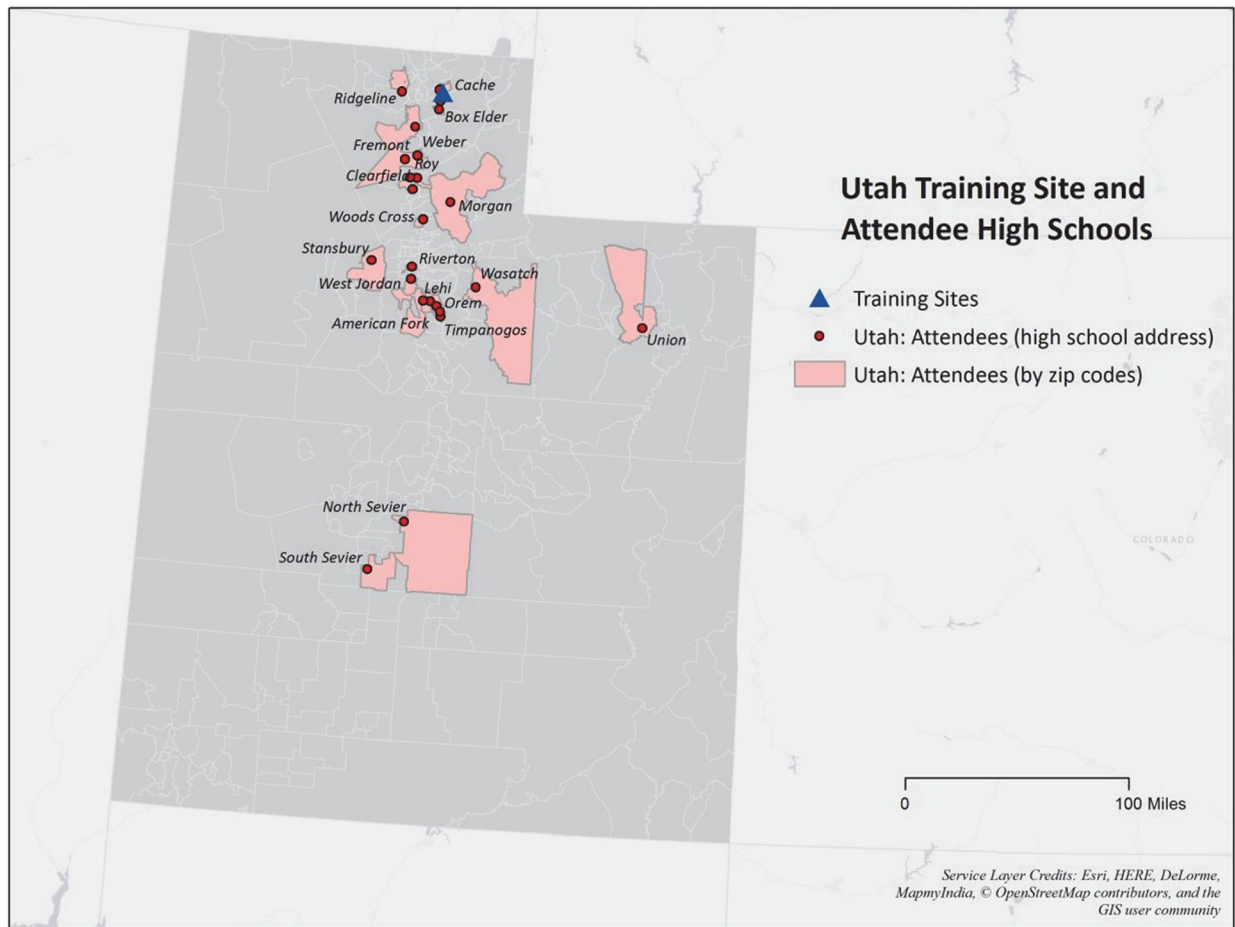 Cache
Ridgeline
Box Elder
Fremont
Weber
Roy
Clearfield
Morgan
Woods Cross
Stansbury
Riverton
West Jordan
Lehi
Wasatch
Orem
American Fork
Timpanogos
Union
North Sevier
South Sevier
Utah Training Site and
Attendee High Schools
Training Sites
Utah: Attendees (high school address)
Utah: Attendees (by zip codes)
COLORADO
0
100 Miles
Service Layer Credits: Esri, HERE, DeLorme,
MapmyIndia, © OpenStreetMap contributors, and the
GIS user community